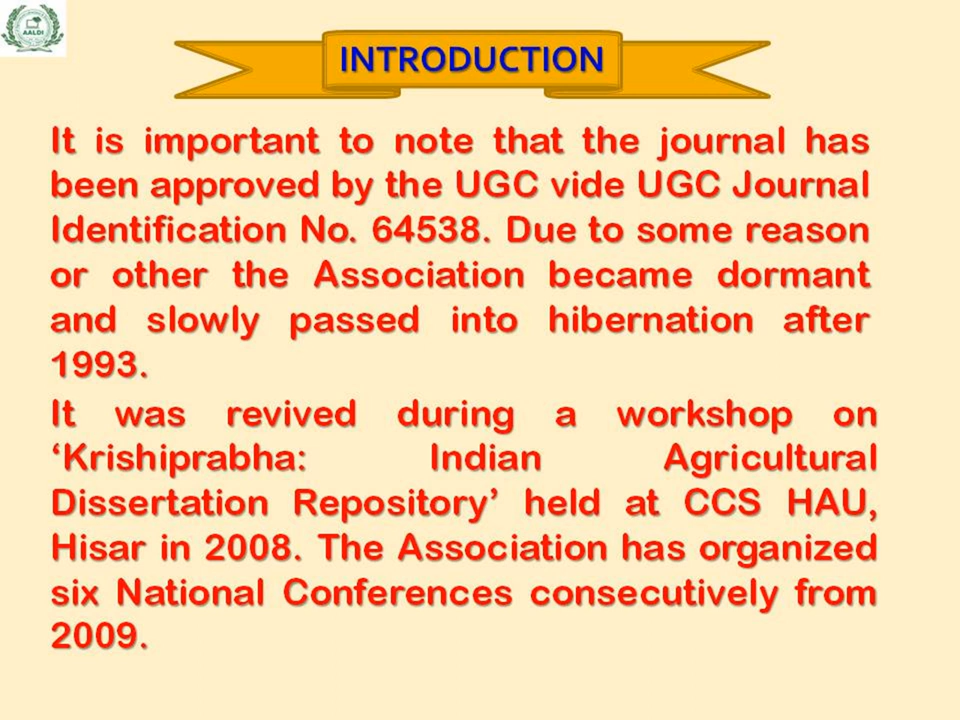 AALDI
INTRODUCTION
It is important to note that the journal has
been approved by the UGC vide UGC Journal
Identification No. 64538. Due to some reason
or other the Association became dormant
and slowly passed into hibernation after
1993.
It was revived during a workshop on
‘Krishiprabha: Indian Agricultural
Dissertation Repository’ held at CCS HAU,
Hisar in 2008. The Association has organized
six National Conferences consecutively from
2009.